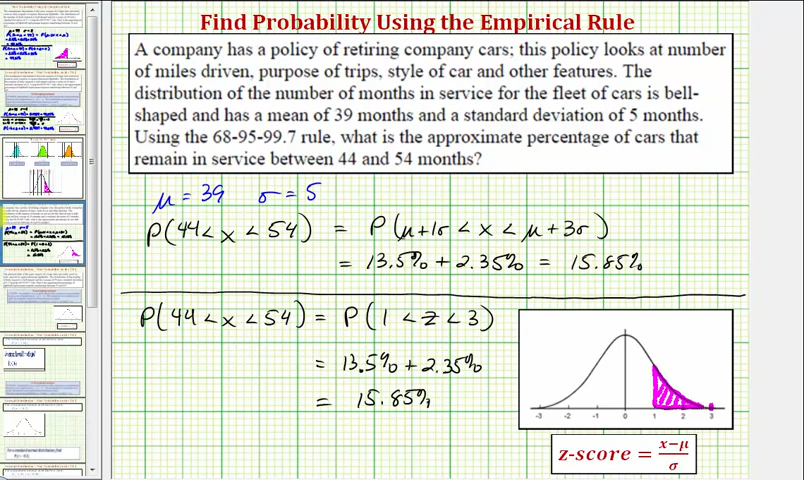 Find Probability Using the Empirical Rule
A company has a policy of retiring company cars; this policy looks at number
of miles driven, purpose of trips, style of car and other features. The
distribution of the number of months in service for the fleet of cars is bell-
shaped and has a mean of 39 months and a standard deviation of 5 months.
Using the 68-95-99.7 rule, what is the approximate percentage of cars that
remain in service between 44 and 54 months?
μ = 39 σ = 5
P(44 < x < 54) = P(μ+1σ < x < μ+3σ)
= 13.5% + 2.35% = 15.85%
P(44 < x < 54) = P(1 < z < 3)
= 13.5% + 2.35%
= 15.85%
-3 -2 -1 0 1 2 3
z-score = x-μ / σ